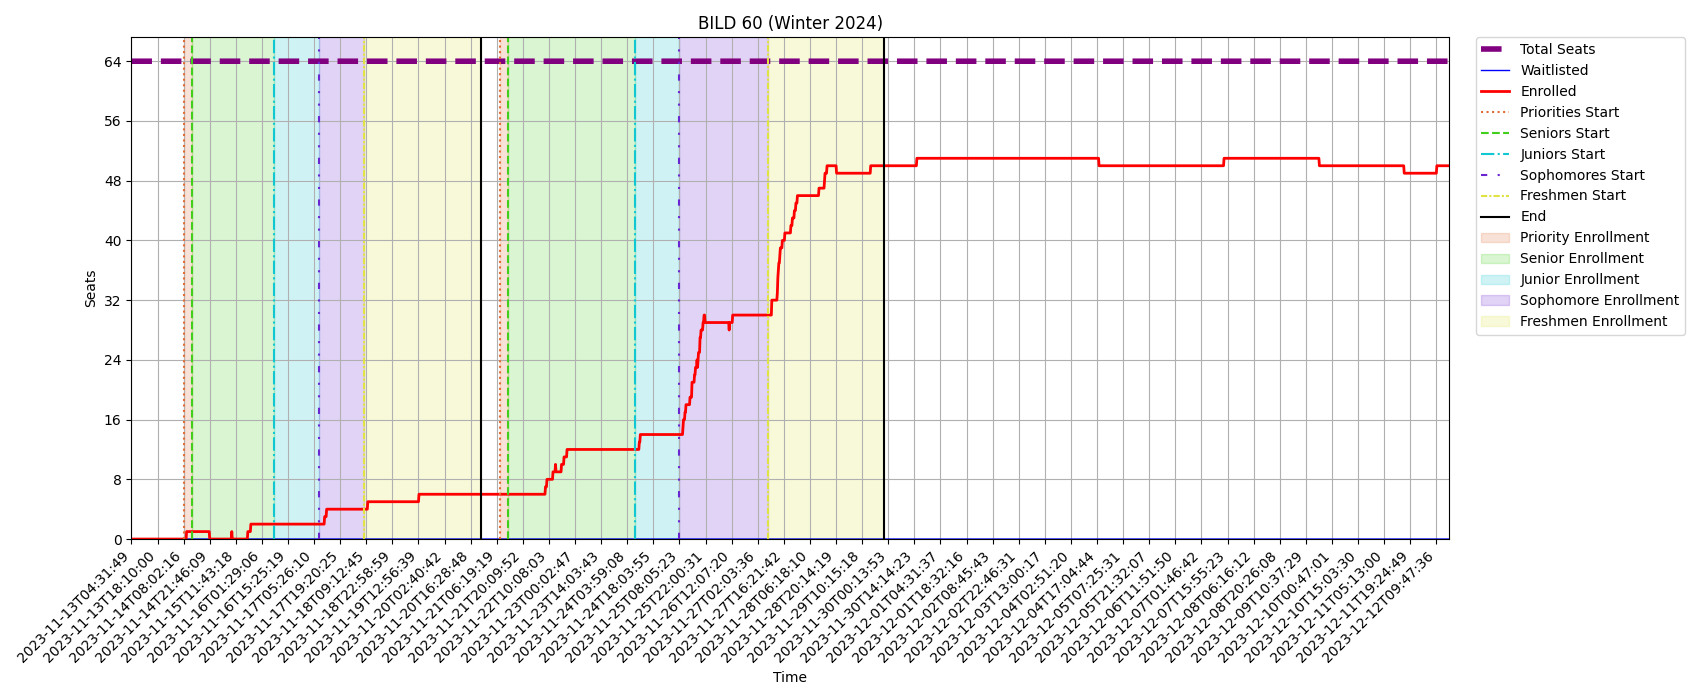 BILD 60 (Winter 2024)
Seats
64
56
48
40
32
24
16
8
0
2023-11-13T04:31:49
2023-11-13T18:10:00
2023-11-14T08:02:16
2023-11-14T21:46:09
2023-11-15T11:43:18
2023-11-16T01:29:06
2023-11-16T15:25:19
2023-11-17T05:26:10
2023-11-17T19:20:25
2023-11-18T09:12:45
2023-11-18T22:58:59
2023-11-19T12:56:39
2023-11-20T02:40:42
2023-11-20T16:28:48
2023-11-21T06:19:19
2023-11-21T20:09:52
2023-11-22T10:08:03
2023-11-23T00:02:47
2023-11-23T14:03:43
2023-11-24T03:59:08
2023-11-24T18:03:55
2023-11-25T08:05:23
2023-11-25T22:00:31
2023-11-26T12:07:20
2023-11-27T02:03:36
2023-11-27T16:21:42
2023-11-28T06:18:10
2023-11-28T20:14:19
2023-11-29T10:15:18
2023-11-30T00:13:53
2023-11-30T14:14:23
2023-12-01T04:31:37
2023-12-01T18:32:16
2023-12-02T08:45:43
2023-12-02T22:46:31
2023-12-03T13:00:17
2023-12-04T02:51:20
2023-12-04T17:04:44
2023-12-05T07:25:31
2023-12-05T21:32:07
2023-12-06T11:51:50
2023-12-07T01:46:42
2023-12-07T15:55:23
2023-12-08T06:16:12
2023-12-08T20:26:08
2023-12-09T10:37:29
2023-12-10T00:47:01
2023-12-10T15:03:30
2023-12-11T05:13:00
2023-12-11T19:24:49
2023-12-12T09:47:36
Time
Total Seats
Waitlisted
Enrolled
Priorities Start
Seniors Start
Juniors Start
Sophomores Start
Freshmen Start
End
Priority Enrollment
Senior Enrollment
Junior Enrollment
Sophomore Enrollment
Freshmen Enrollment